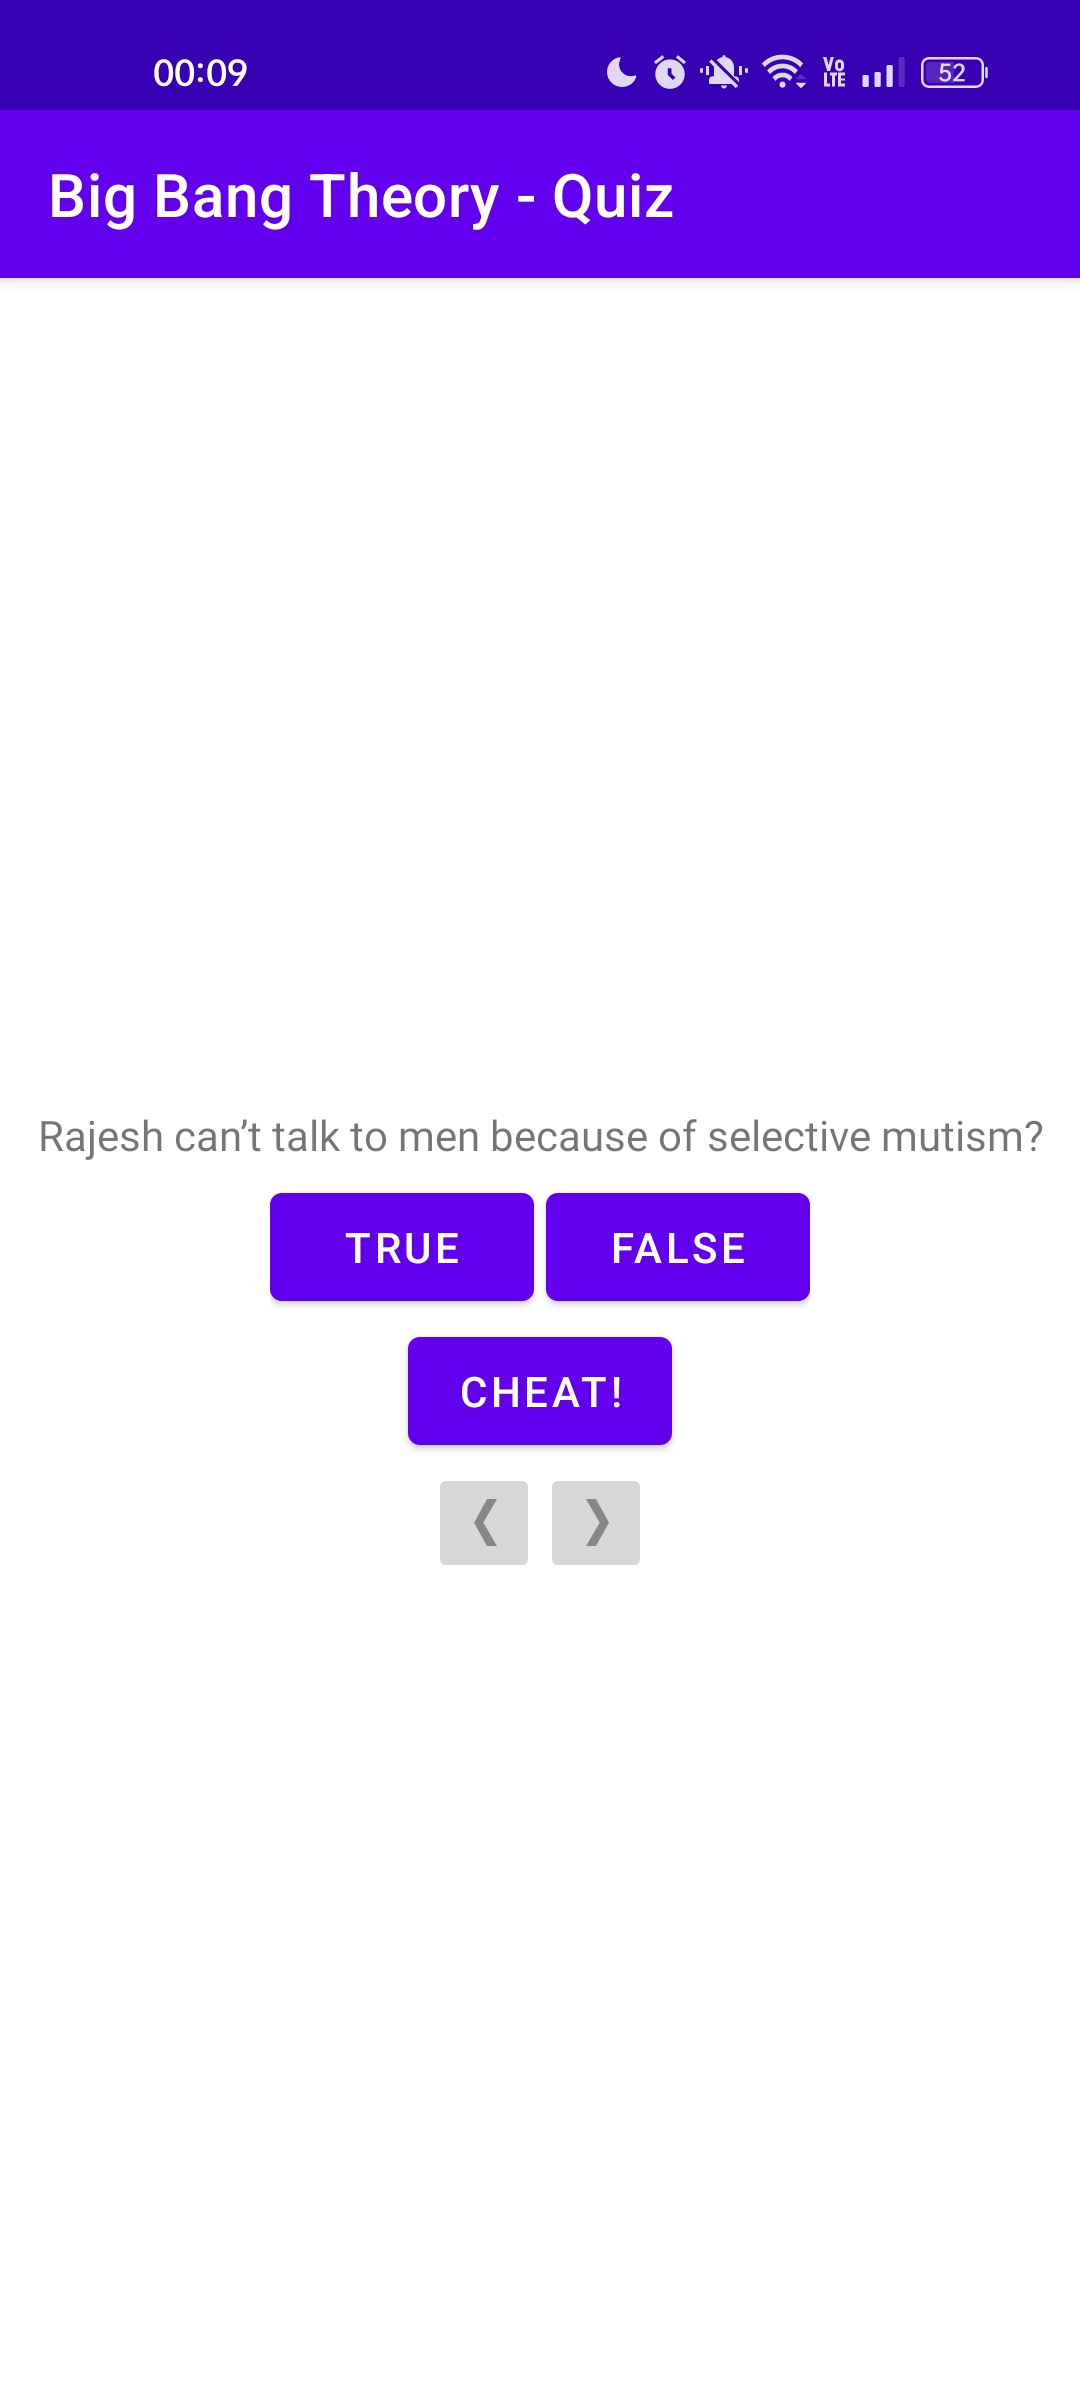 00:09
Vo
LTE
52
Big Bang Theory - Quiz
Rajesh can’t talk to men because of selective mutism?
TRUE
FALSE
CHEAT!